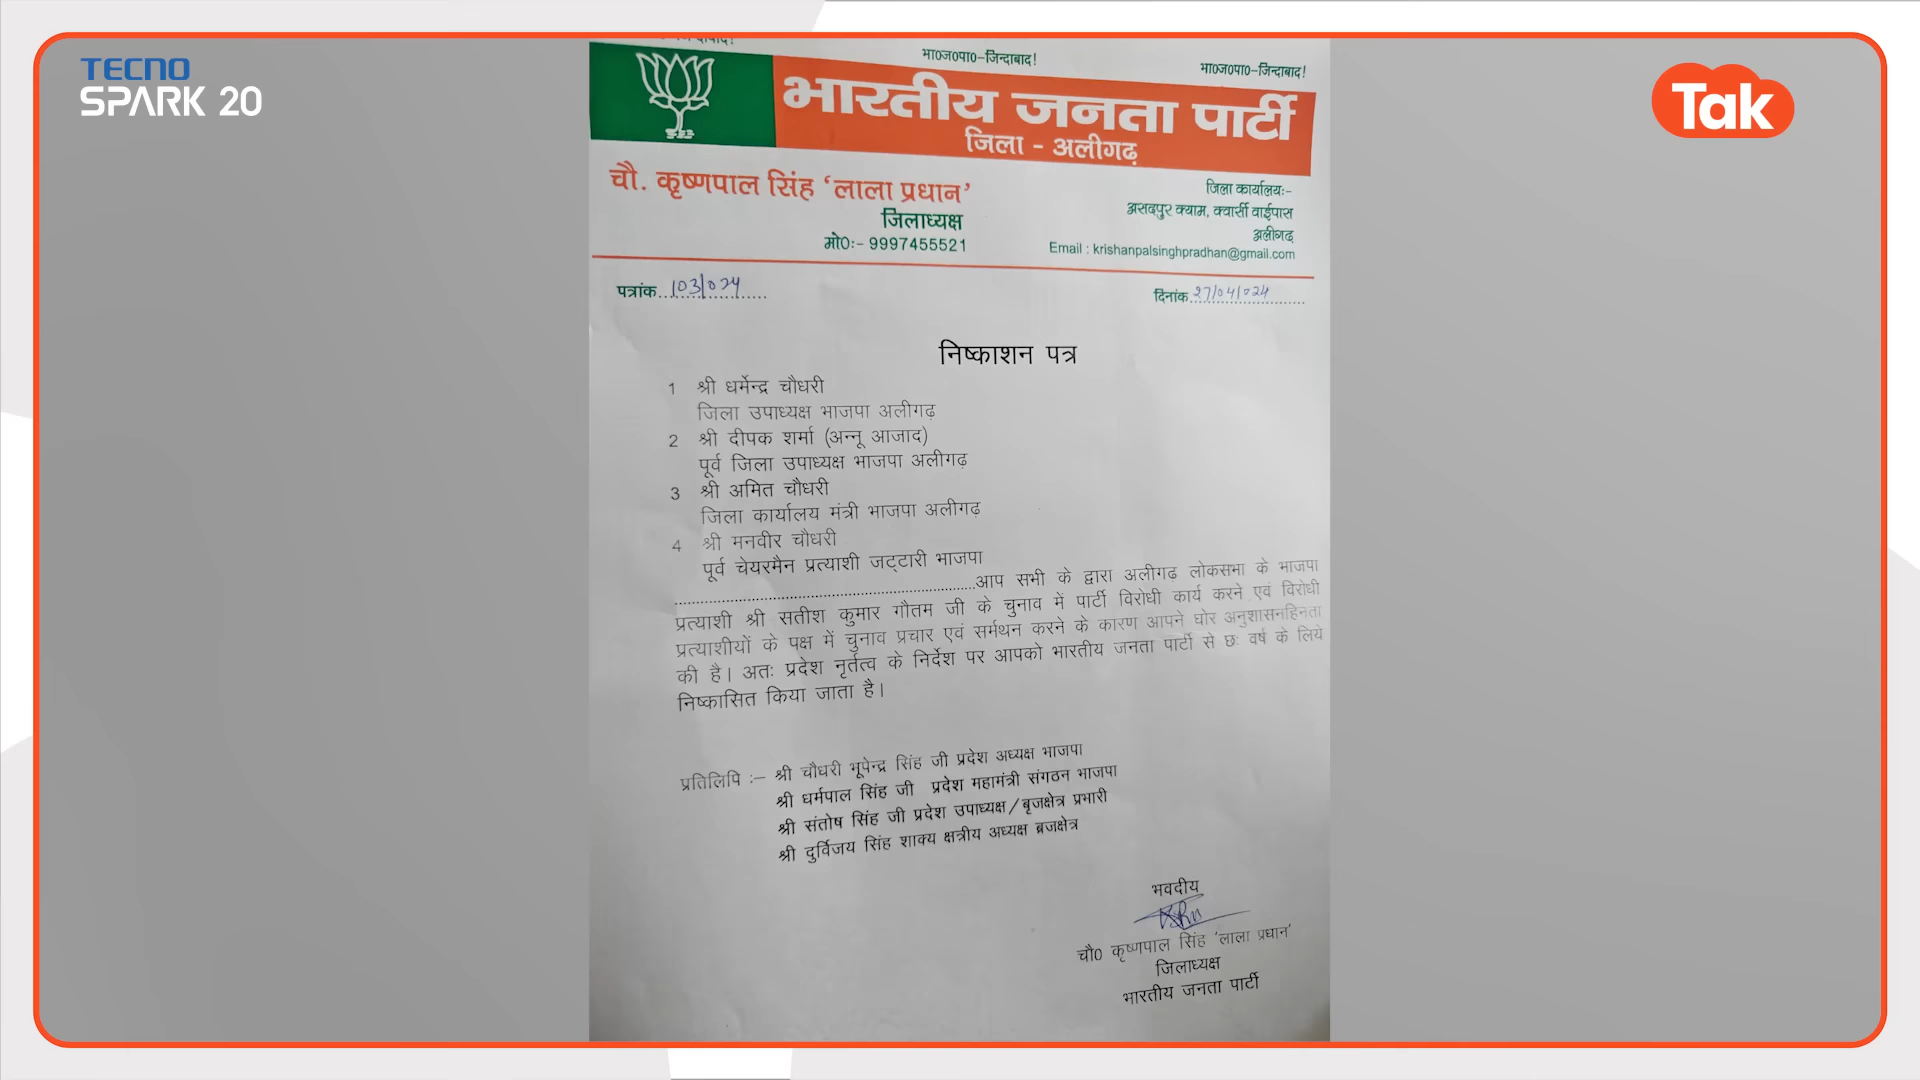 TECNO
SPARK 20
Tak
भा0ज0पा0-जिन्दाबाद!
भा0ज0पा0-जिन्दाबाद!
भारतीय जनता पार्टी
जिला - अलीगढ़
चौ. कृष्णपाल सिंह ‘लाला प्रधान’
जिलाध्यक्ष
मो0:- 9997455521
जिला कार्यालयः-
असदपुर क्याम, क्वार्सी वाईपास
अलीगढ़
Email : krishanpalsinghpradhan@gmail.com
पत्रांक 103/024
दिनांक 27/04/024
निष्काशन पत्र
1 श्री धर्मेन्द्र चौधरी
जिला उपाध्यक्ष भाजपा अलीगढ़
2 श्री दीपक शर्मा (अन्नू आजाद)
पूर्व जिला उपाध्यक्ष भाजपा अलीगढ़
3 श्री अमित चौधरी
जिला कार्यालय मंत्री भाजपा अलीगढ़
4 श्री मनवीर चौधरी
पूर्व चेयरमैन प्रत्याशी जट्टारी भाजपा
आप सभी के द्वारा अलीगढ़ लोकसभा के भाजपा
प्रत्याशी श्री सतीश कुमार गौतम जी के चुनाव में पार्टी विरोधी कार्य करने एवं विरोधी
प्रत्याशीयों के पक्ष में चुनाव प्रचार एवं सर्मथन करने के कारण आपने घोर अनुशासनहिनता
की है। अतः प्रदेश नृर्तत्व के निर्देश पर आपको भारतीय जनता पार्टी से छः वर्ष के लिये
निष्कासित किया जाता है।
प्रतिलिपि :– श्री चौधरी भूपेन्द्र सिंह जी प्रदेश अध्यक्ष भाजपा
श्री धर्मपाल सिंह जी प्रदेश महामंत्री संगठन भाजपा
श्री संतोष सिंह जी प्रदेश उपाध्यक्ष/बृजक्षेत्र प्रभारी
श्री दुर्विजय सिंह शाक्य क्षत्रीय अध्यक्ष ब्रजक्षेत्र
भवदीय
चौ0 कृष्णपाल सिंह ‘लाला प्रधान’
जिलाध्यक्ष
भारतीय जनता पार्टी